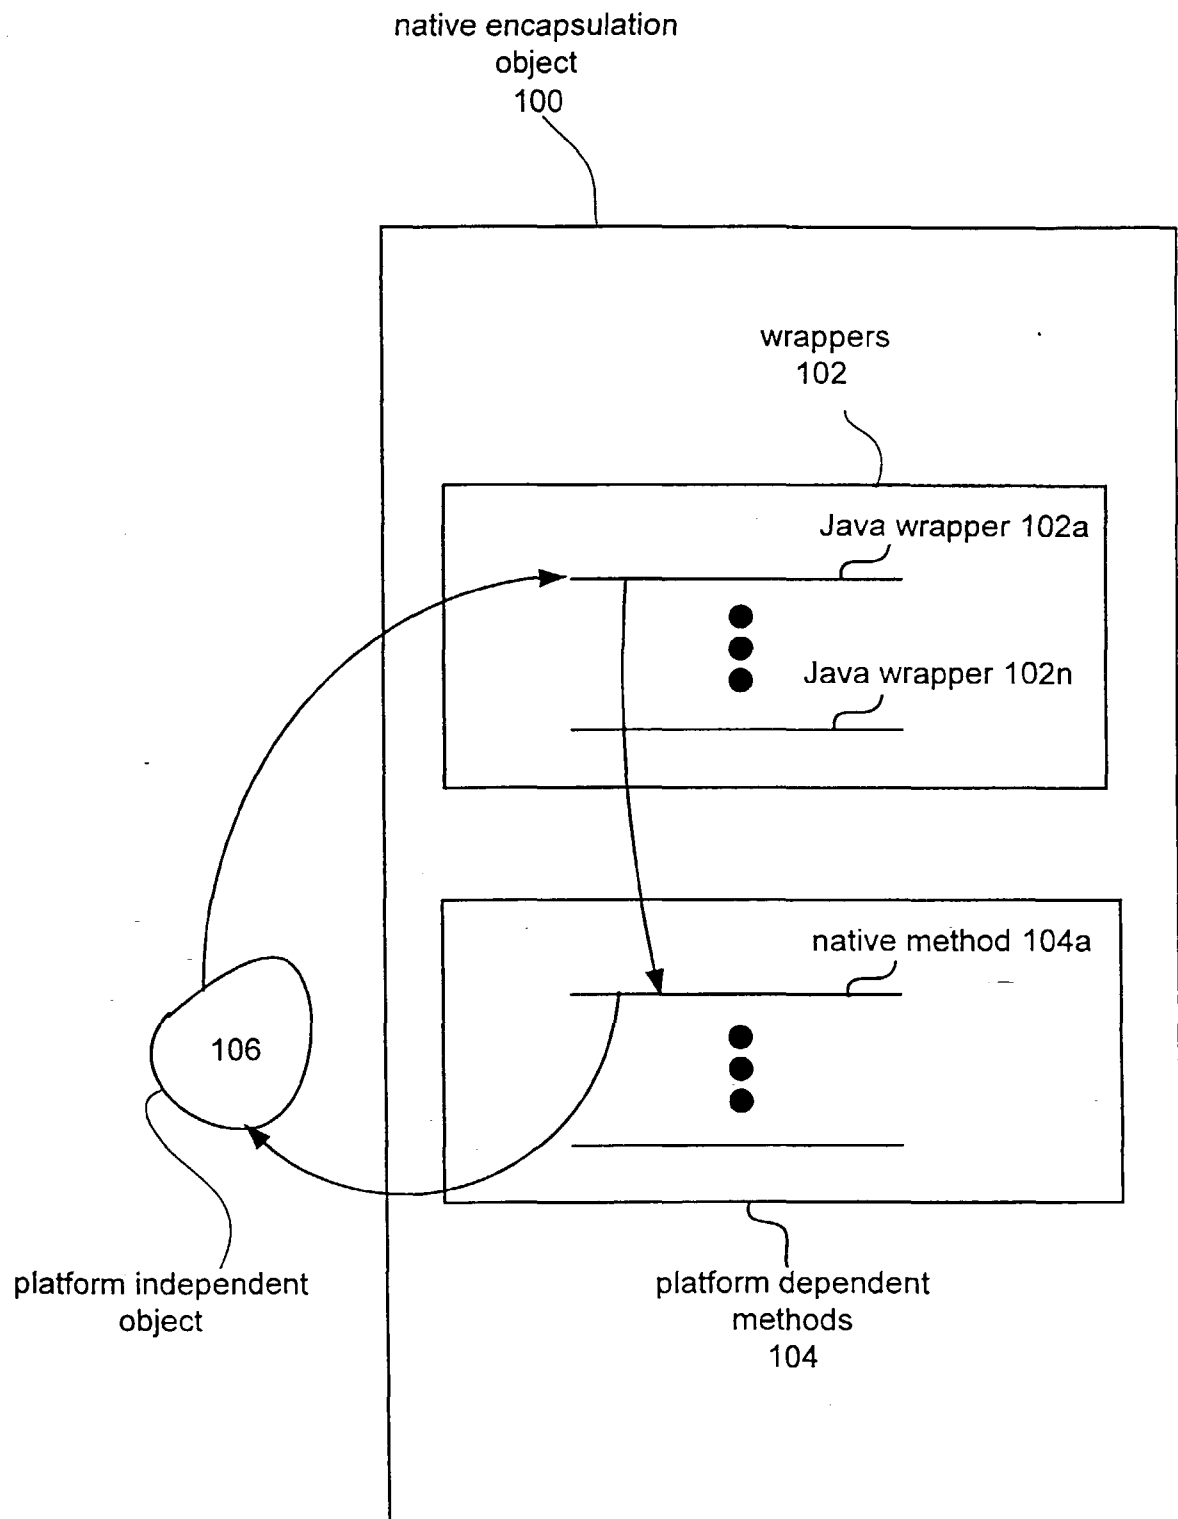 native encapsulation
object
100
wrappers
102
Java wrapper 102a
Java wrapper 102n
native method 104a
106
platform independent
object
platform dependent
methods
104